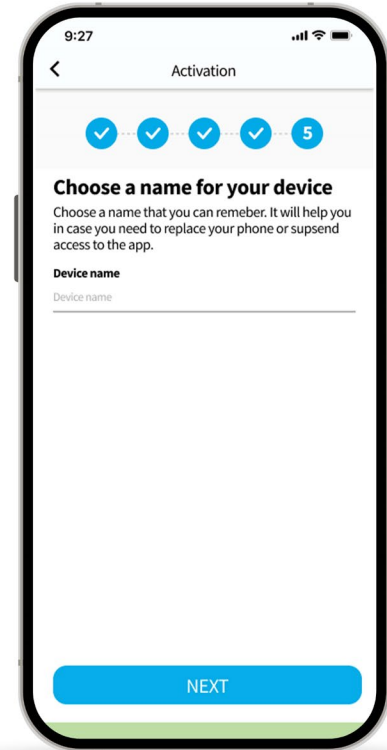 9:27
Activation
5
Choose a name for your device
Choose a name that you can remeber. It will help you
in case you need to replace your phone or supsend
access to the app.
Device name
Device name
NEXT